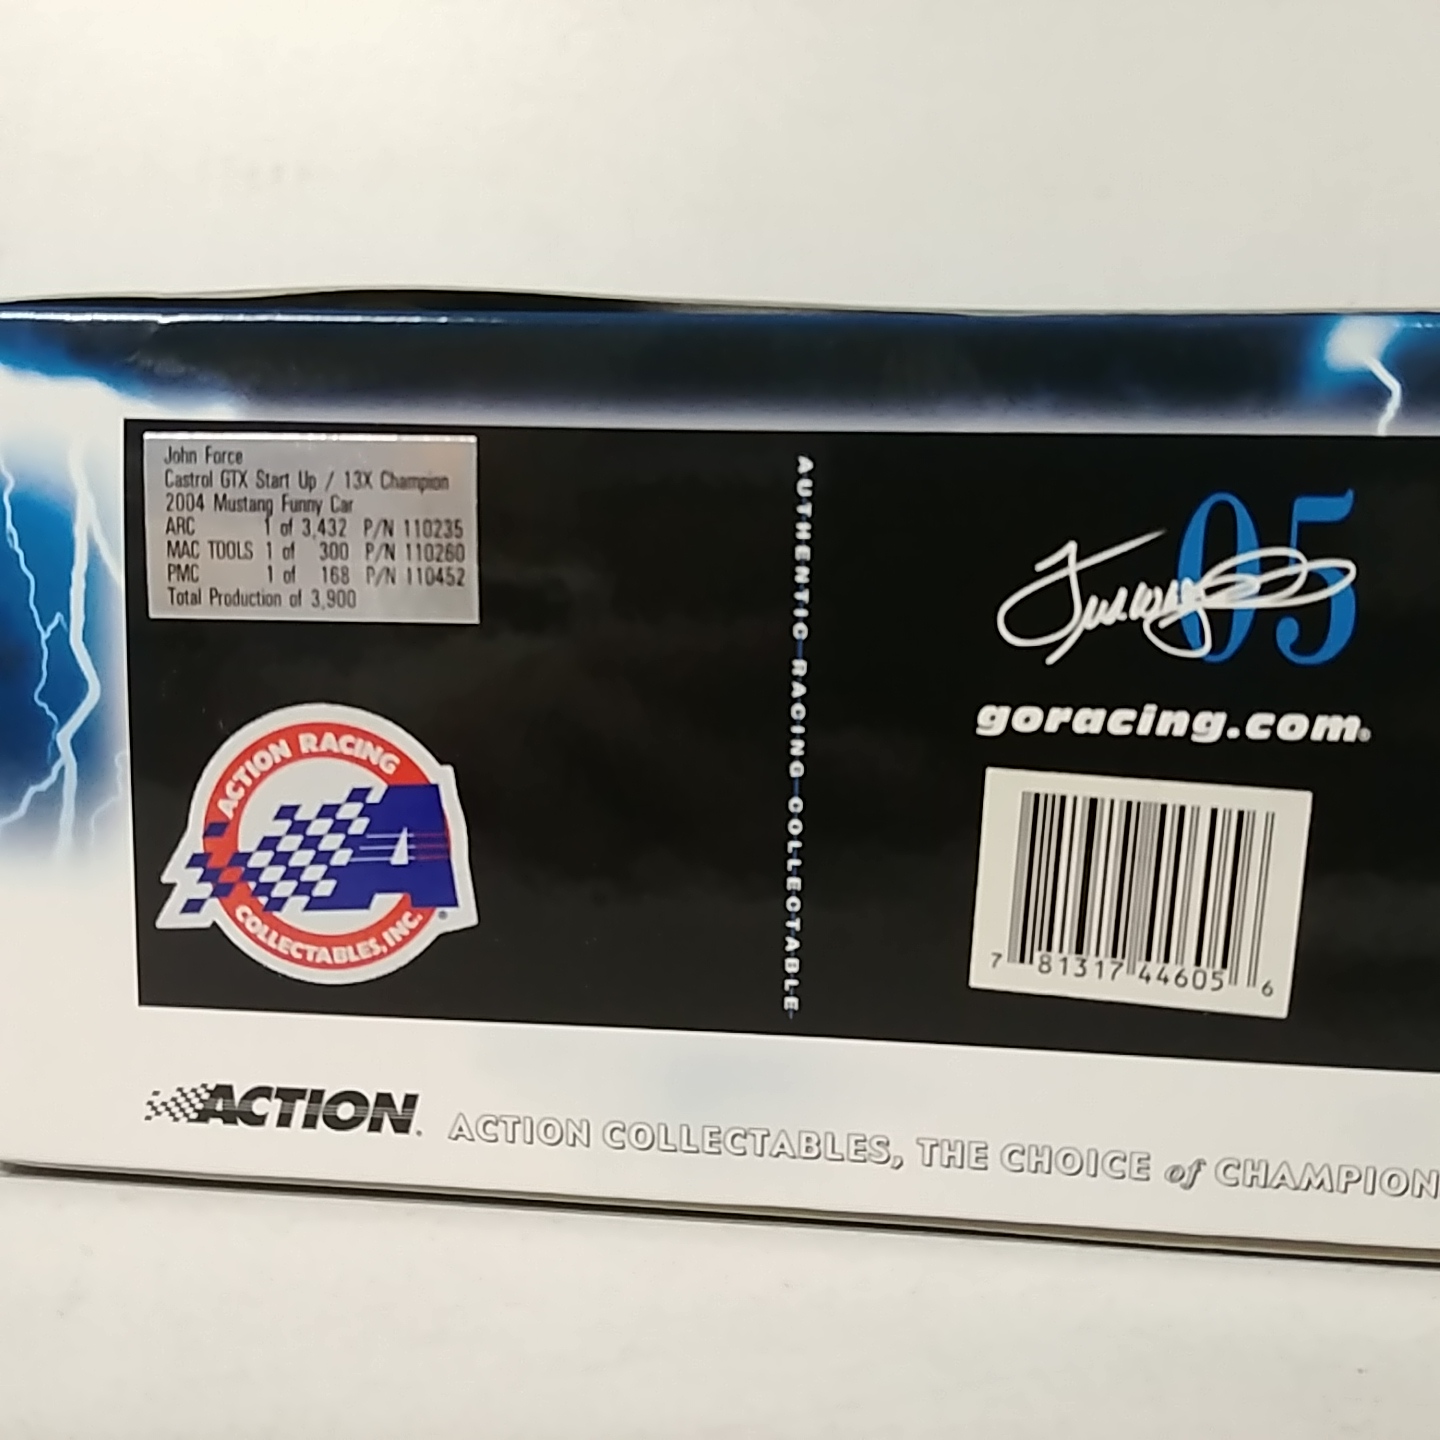 John Force
Castrol GTX Start Up / 13X Champion
2004 Mustang Funny Car
ARC 1 of 3,432 P/N 110235
MAC TOOLS 1 of 300 P/N 110260
PMC 1 of 168 P/N 110452
Total Production of 3,900
ACTION RACING
A
COLLECTABLES, INC.
AUTHENTIC RACING COLLECTABLE
05
goracing.com®
7 81317 44605 6
ACTION.
ACTION COLLECTABLES, THE CHOICE of CHAMPION